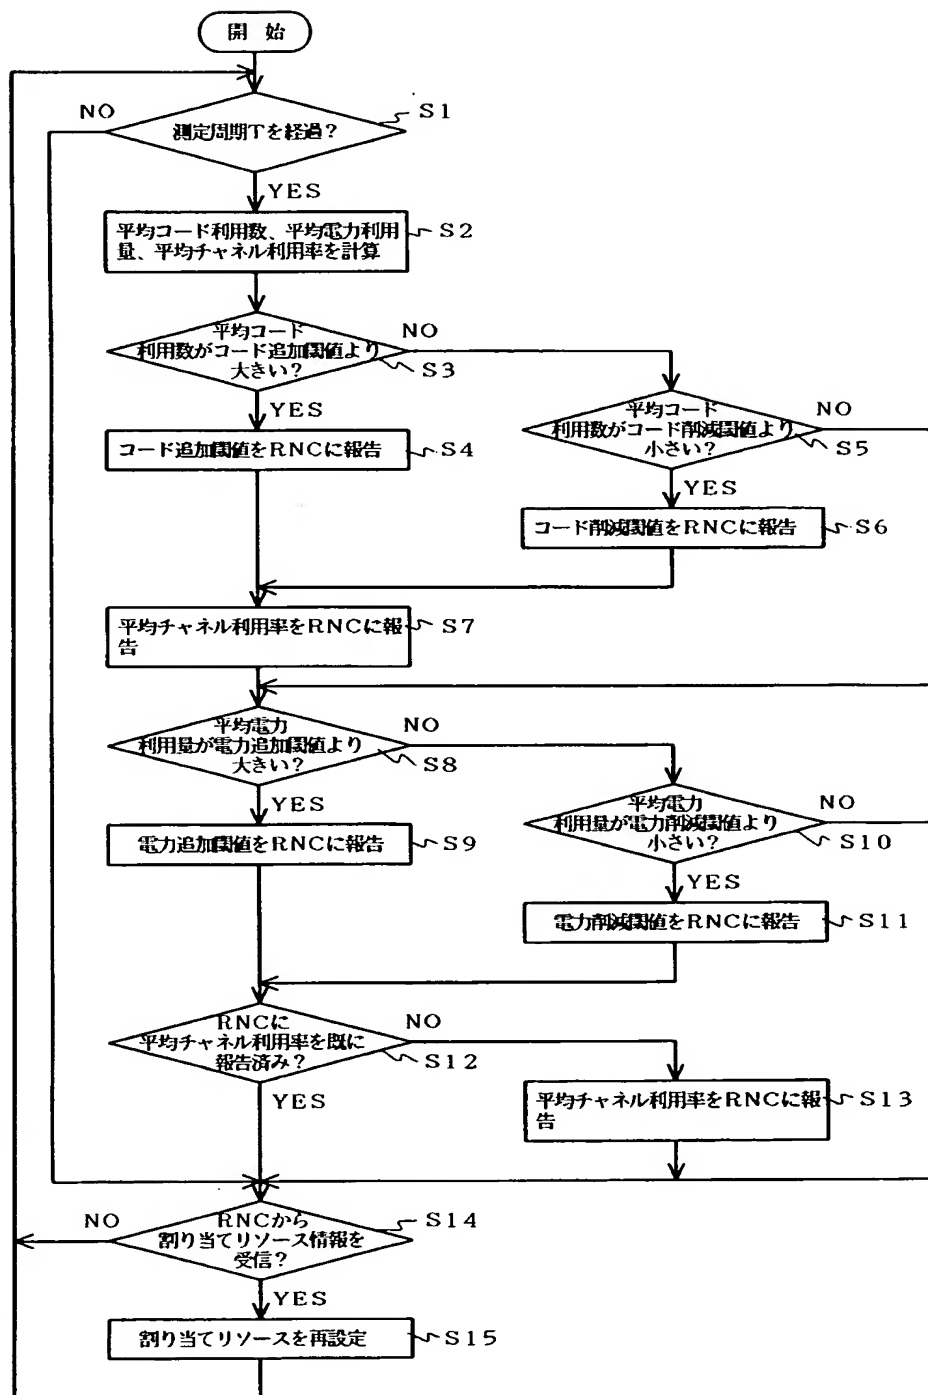 開 始
NO
測定周期Tを経過?
S1
YES
平均コード利用数、平均電力利用
量、平均チャネル利用率を計算
S2
平均コード
利用数がコード追加閾値より
大きい?
NO
S3
YES
平均コード
利用数がコード削減閾値より
小さい?
NO
S5
コード追加閾値をRNCに報告
S4
YES
コード削減閾値をRNCに報告
S6
平均チャネル利用率をRNCに報
告
S7
平均電力
利用量が電力追加閾値より
大きい?
NO
S8
YES
平均電力
利用量が電力削減閾値より
小さい?
NO
S10
電力追加閾値をRNCに報告
S9
YES
電力削減閾値をRNCに報告
S11
RNCに
平均チャネル利用率を既に
報告済み?
NO
S12
YES
平均チャネル利用率をRNCに報
告
S13
NO
RNCから
割り当てリソース情報を
受信?
S14
YES
割り当てリソースを再設定
S15